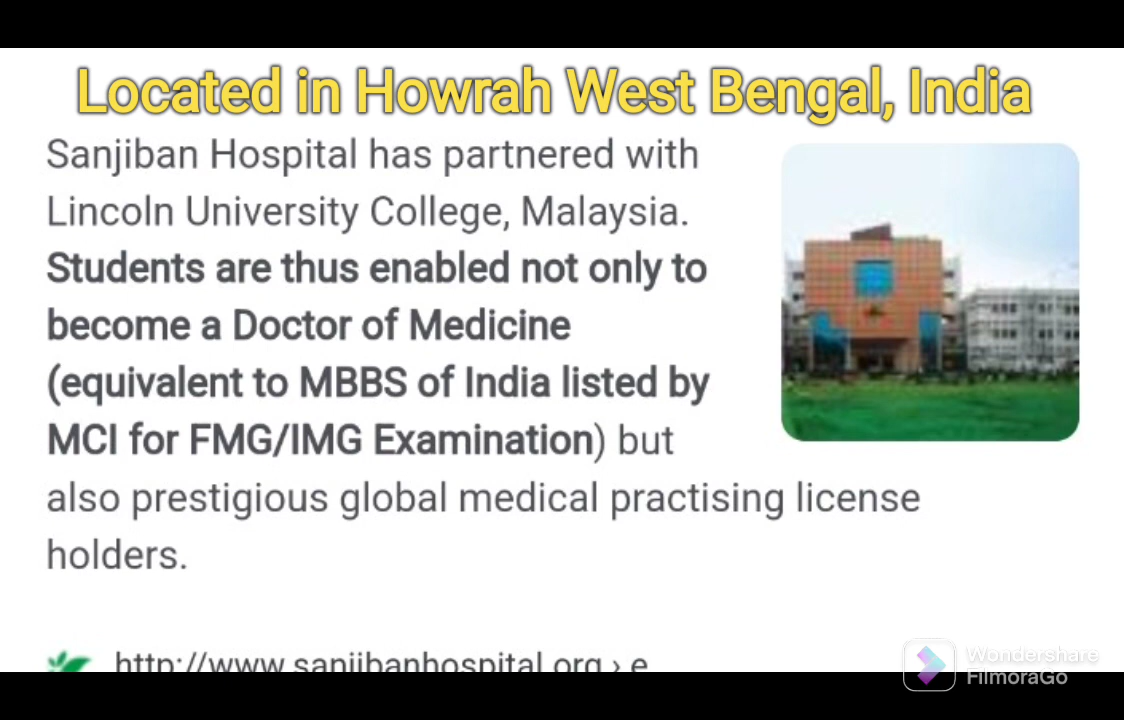 Located in Howrah West Bengal, India
Sanjiban Hospital has partnered with
Lincoln University College, Malaysia.
Students are thus enabled not only to
become a Doctor of Medicine
(equivalent to MBBS of India listed by
MCI for FMG/IMG Examination) but
also prestigious global medical practising license
holders.
http://www.sanjibanhospital.org › e
Wondershare
FilmoraGo